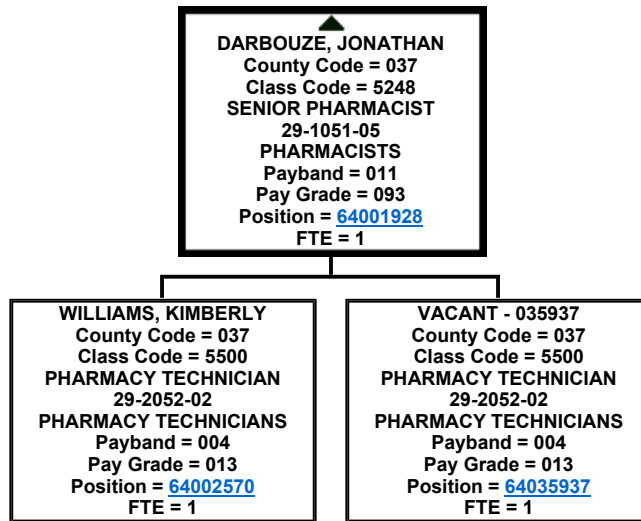 DARBOUZE, JONATHAN
County Code = 037
Class Code = 5248
SENIOR PHARMACIST
29-1051-05
PHARMACISTS
Payband = 011
Pay Grade = 093
Position = 64001928
FTE = 1
WILLIAMS, KIMBERLY
County Code = 037
Class Code = 5500
PHARMACY TECHNICIAN
29-2052-02
PHARMACY TECHNICIANS
Payband = 004
Pay Grade = 013
Position = 64002570
FTE = 1
VACANT - 035937
County Code = 037
Class Code = 5500
PHARMACY TECHNICIAN
29-2052-02
PHARMACY TECHNICIANS
Payband = 004
Pay Grade = 013
Position = 64035937
FTE = 1